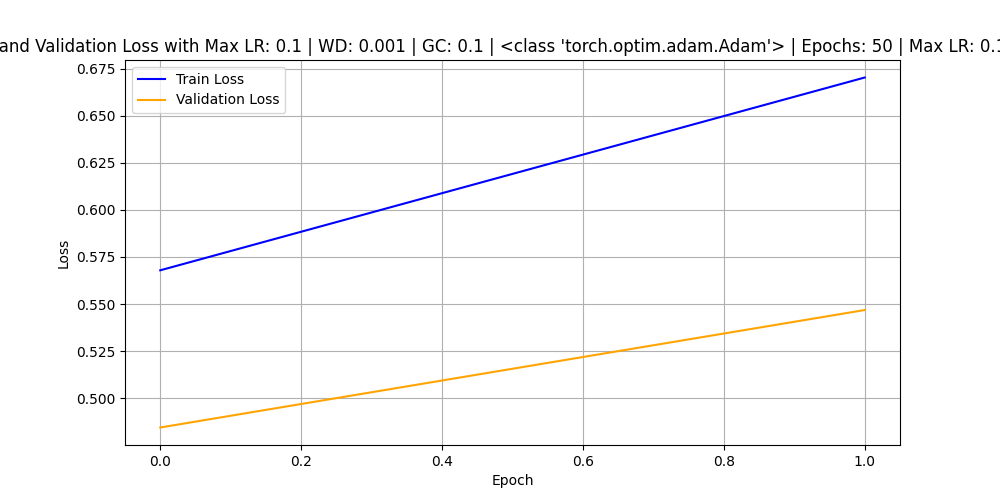 and Validation Loss with Max LR: 0.1 | WD: 0.001 | GC: 0.1 | <class 'torch.optim.adam.Adam'> | Epochs: 50 | Max LR: 0.1
Train Loss
Validation Loss
0.675
0.650
0.625
0.600
0.575
0.550
0.525
0.500
Loss
0.0 0.2 0.4 0.6 0.8 1.0
Epoch